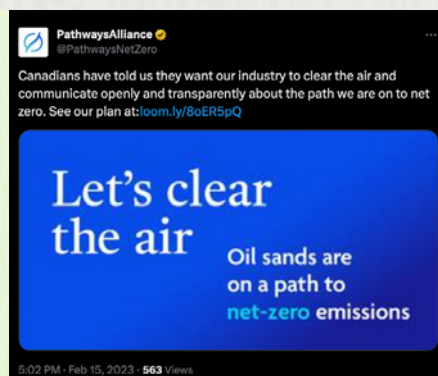 PathwaysAlliance
@PathwaysNetZero
Canadians have told us they want our industry to clear the air and
communicate openly and transparently about the path we are on to net
zero. See our plan at:loom.ly/8oER5pQ
Let's clear
the air
Oil sands are
on a path to
net-zero emissions
5:02 PM · Feb 15, 2023 · 563 Views